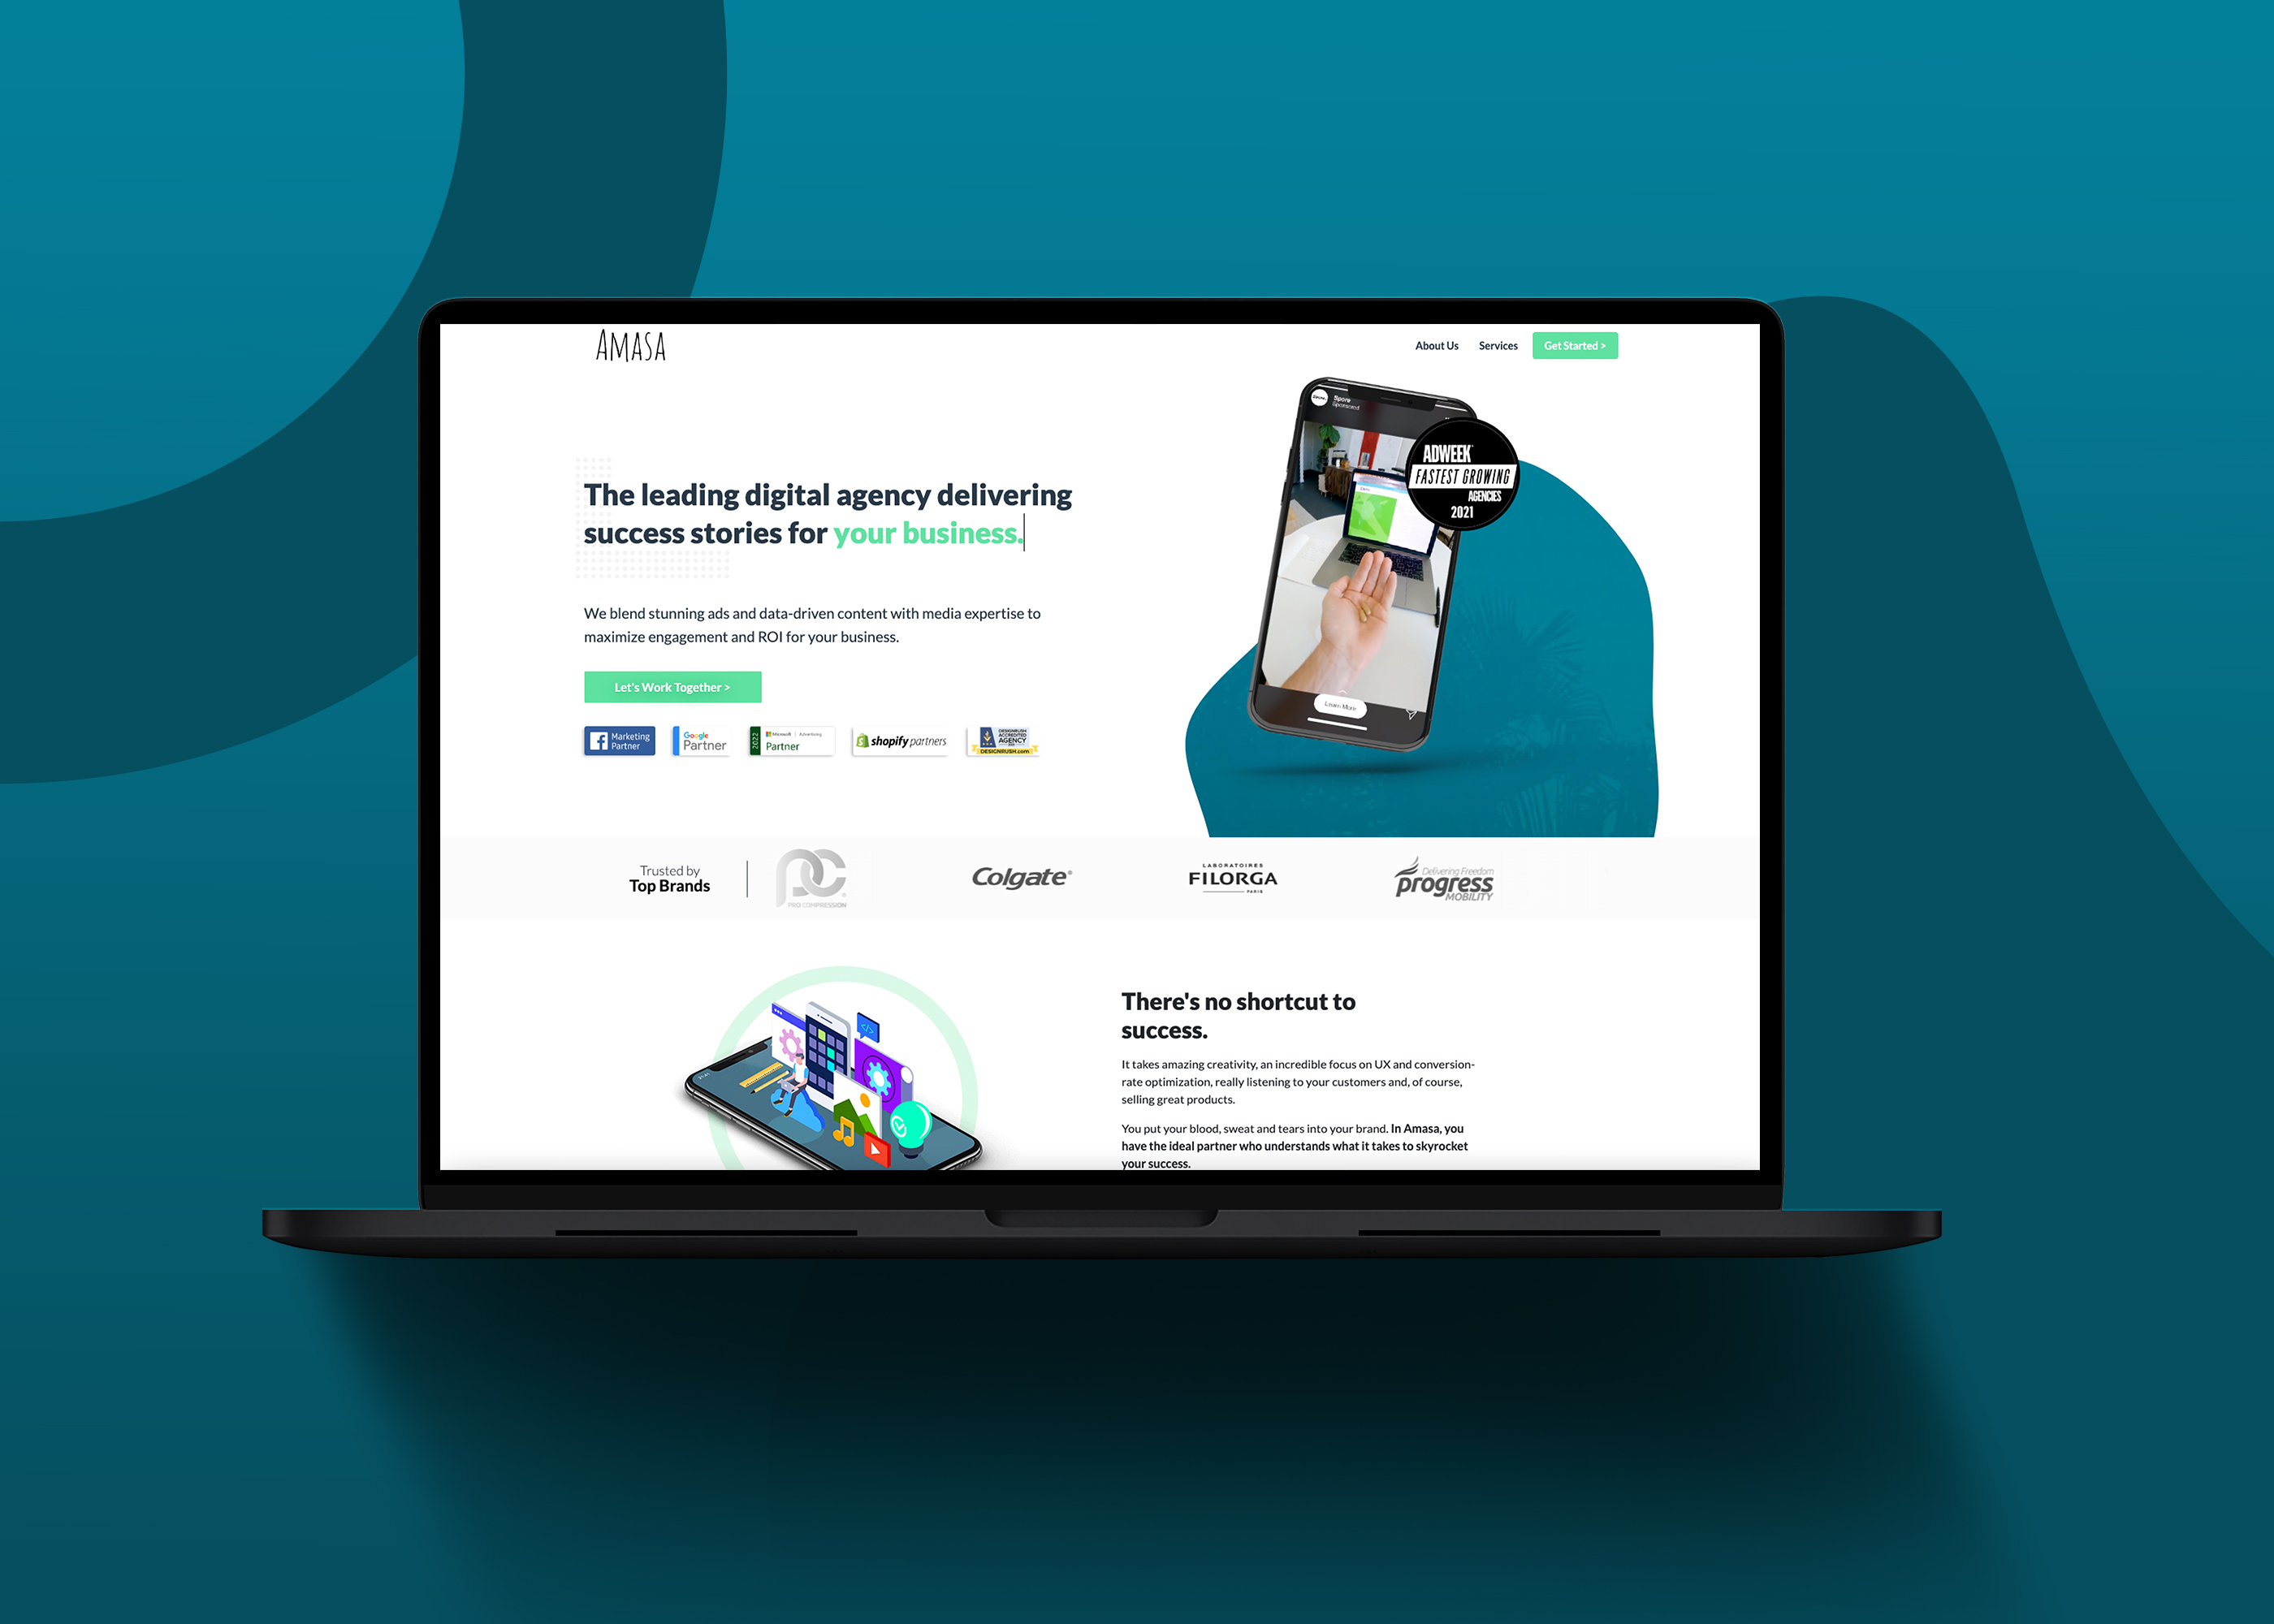 AMASA
About Us
Services
Get Started >
Spore
Sponsored
ADWEEK
FASTEST GROWING
AGENCIES
2021
The leading digital agency delivering
success stories for your business.
We blend stunning ads and data-driven content with media expertise to
maximize engagement and ROI for your business.
Let's Work Together >
Learn More
Marketing
Partner
Google
Partner
2022
Microsoft | Advertising
Partner
shopify partners
DESIGNRUSH
ACCREDITED
AGENCY
DESIGNRUSH.com
Trusted by
Top Brands
PC
PRO COMPRESSION
Colgate®
LABORATOIRES
FILORGA
PARIS
Delivering Freedom
progress
MOBILITY
There's no shortcut to
success.
It takes amazing creativity, an incredible focus on UX and conversion-
rate optimization, really listening to your customers and, of course,
selling great products.
You put your blood, sweat and tears into your brand. In Amasa, you
have the ideal partner who understands what it takes to skyrocket
your success.